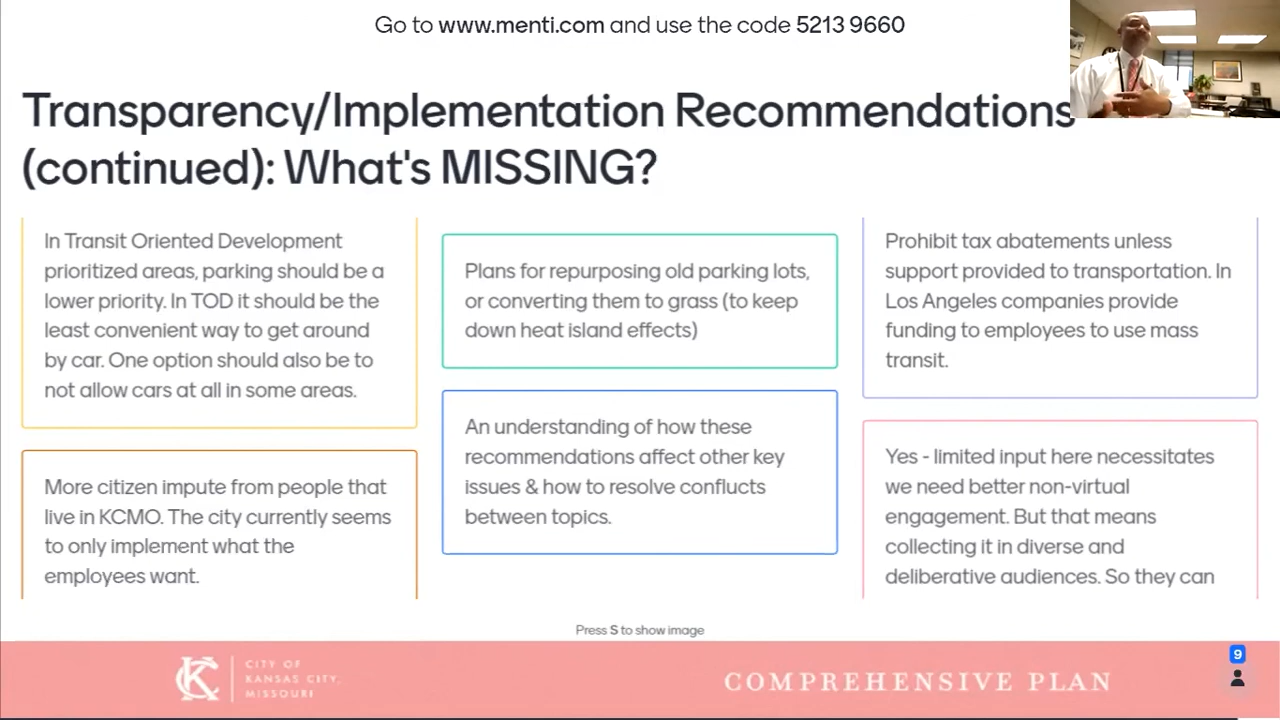 Go to www.menti.com and use the code 5213 9660
Transparency/Implementation Recommendations
(continued): What's MISSING?
In Transit Oriented Development
prioritized areas, parking should be a
lower priority. In TOD it should be the
least convenient way to get around
by car. One option should also be to
not allow cars at all in some areas.
More citizen impute from people that
live in KCMO. The city currently seems
to only implement what the
employees want.
Plans for repurposing old parking lots,
or converting them to grass (to keep
down heat island effects)
An understanding of how these
recommendations affect other key
issues & how to resolve conflucts
between topics.
Prohibit tax abatements unless
support provided to transportation. In
Los Angeles companies provide
funding to employees to use mass
transit.
Yes - limited input here necessitates
we need better non-virtual
engagement. But that means
collecting it in diverse and
deliberative audiences. So they can
Press S to show image
KC
CITY OF
KANSAS CITY,
MISSOURI
COMPREHENSIVE PLAN
9